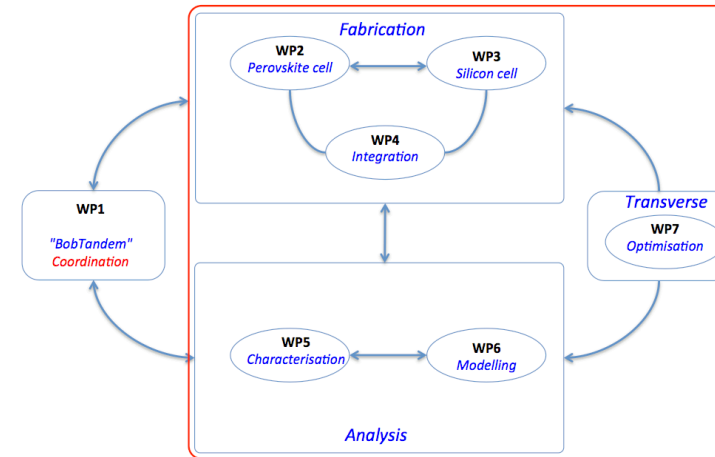 Fabrication
WP2
Perovskite cell
WP3
Silicon cell
WP4
Integration
WP1
"BobTandem"
Coordination
Transverse
WP7
Optimisation
WP5
Characterisation
WP6
Modelling
Analysis